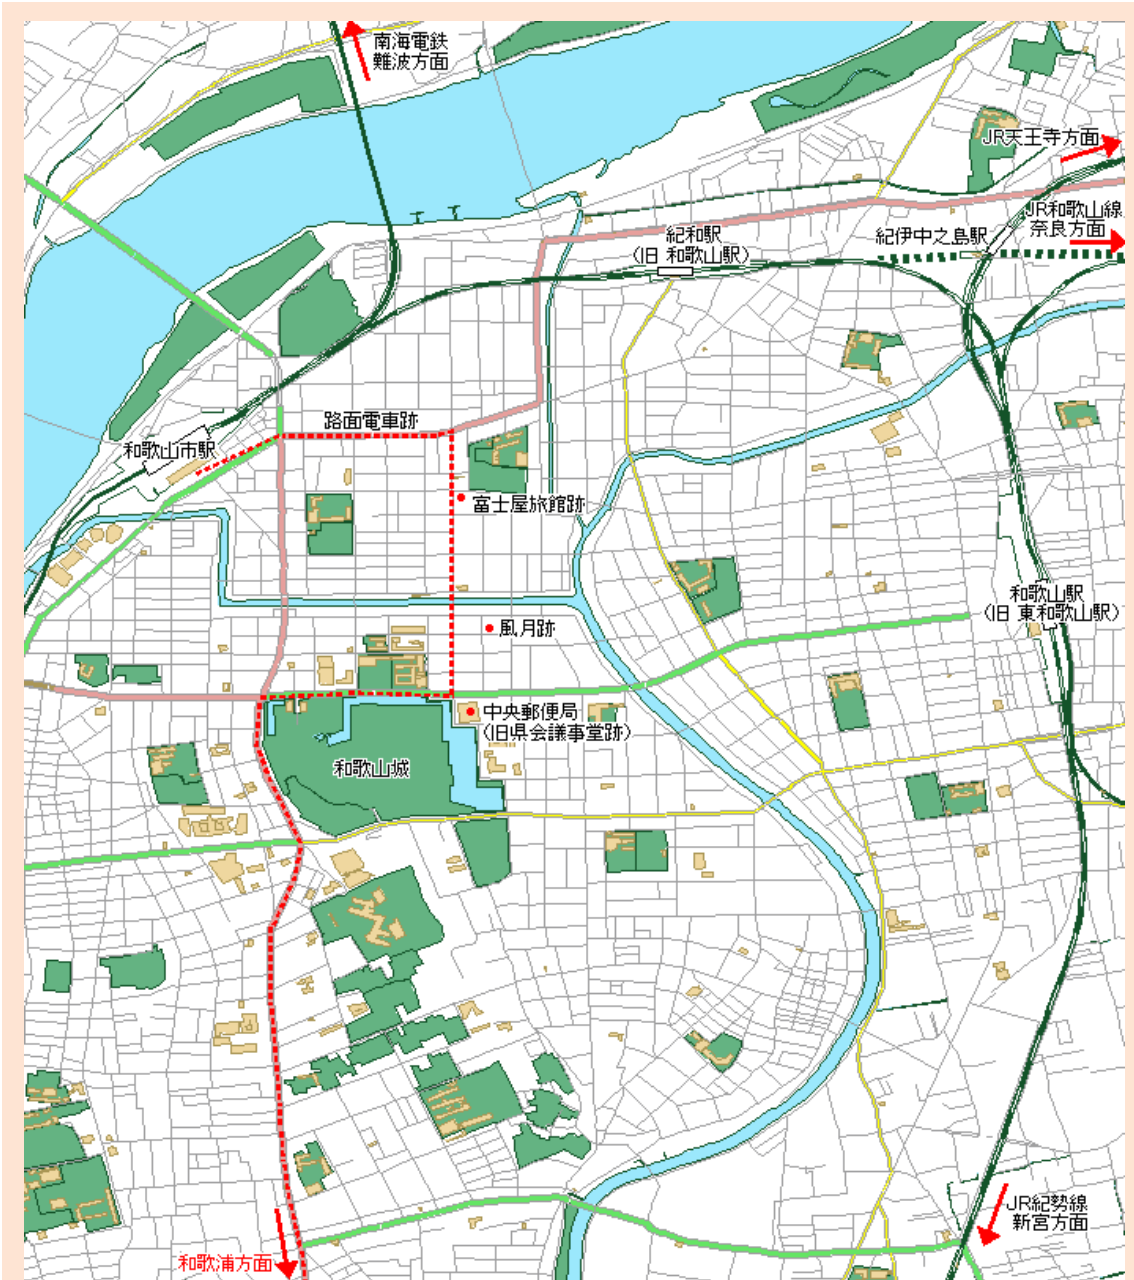 南海電鉄
難波方面
JR天王寺方面
JR和歌山線
奈良方面
紀和駅
(旧 和歌山駅)
紀伊中之島駅
路面電車跡
和歌山市駅
富士屋旅館跡
和歌山駅
(旧 東和歌山駅)
風月跡
中央郵便局
(旧県会議事堂跡)
和歌山城
JR紀勢線
新宮方面
和歌浦方面